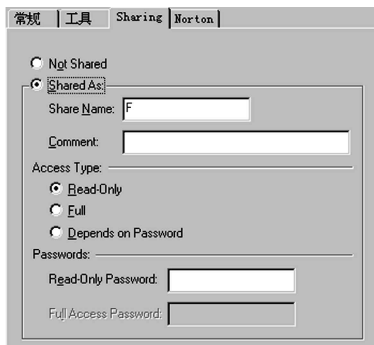 常规 工具 Sharing Norton
Not Shared
Shared As:
Share Name: F
Comment:
Access Type:
Read-Only
Full
Depends on Password
Passwords:
Read-Only Password:
Full Access Password: